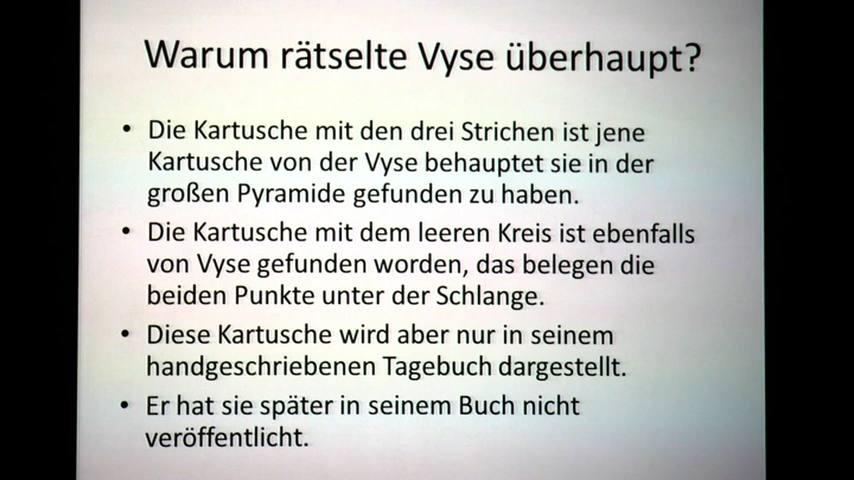 Warum rätselte Vyse überhaupt?
• Die Kartusche mit den drei Strichen ist jene
Kartusche von der Vyse behauptet sie in der
großen Pyramide gefunden zu haben.
• Die Kartusche mit dem leeren Kreis ist ebenfalls
von Vyse gefunden worden, das belegen die
beiden Punkte unter der Schlange.
• Diese Kartusche wird aber nur in seinem
handgeschriebenen Tagebuch dargestellt.
• Er hat sie später in seinem Buch nicht
veröffentlicht.